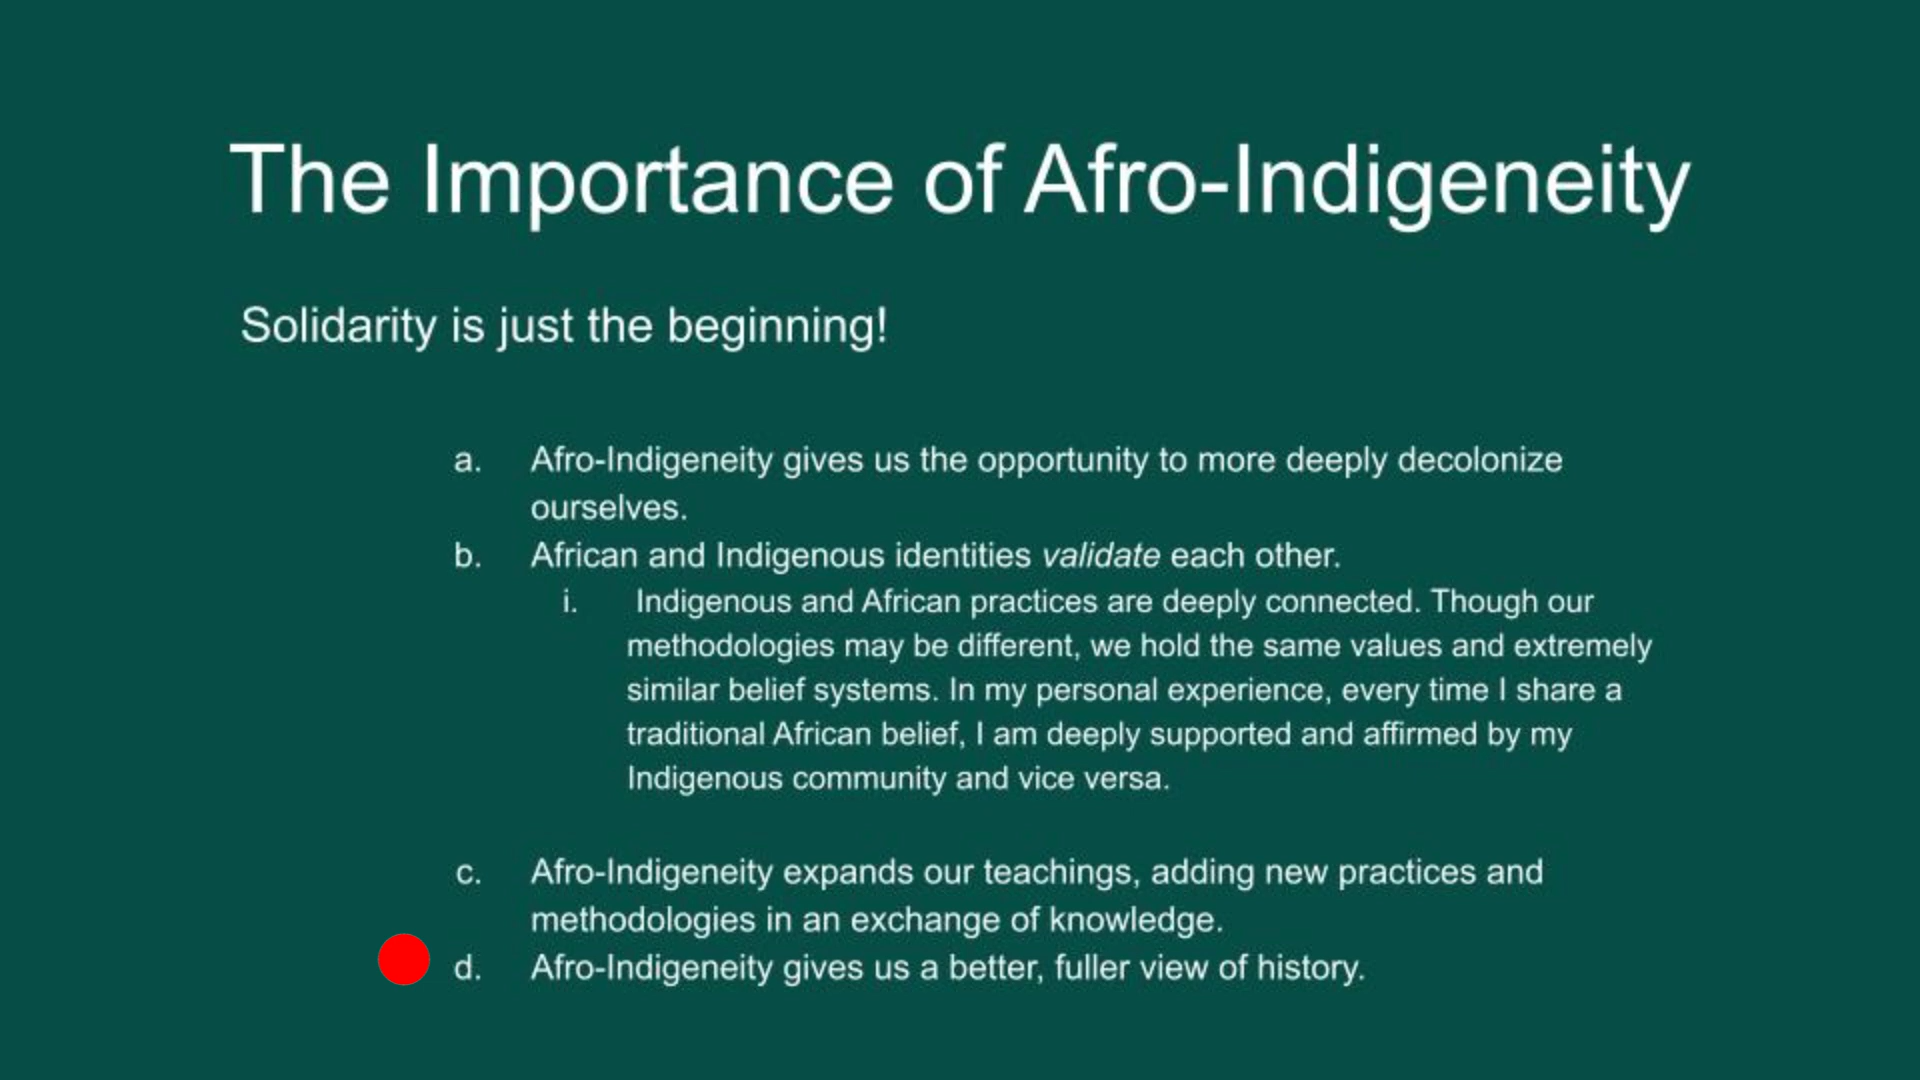 The Importance of Afro-Indigeneity
Solidarity is just the beginning!
a. Afro-Indigeneity gives us the opportunity to more deeply decolonize
ourselves.
b. African and Indigenous identities validate each other.
i. Indigenous and African practices are deeply connected. Though our
methodologies may be different, we hold the same values and extremely
similar belief systems. In my personal experience, every time I share a
traditional African belief, I am deeply supported and affirmed by my
Indigenous community and vice versa.
c. Afro-Indigeneity expands our teachings, adding new practices and
methodologies in an exchange of knowledge.
d. Afro-Indigeneity gives us a better, fuller view of history.